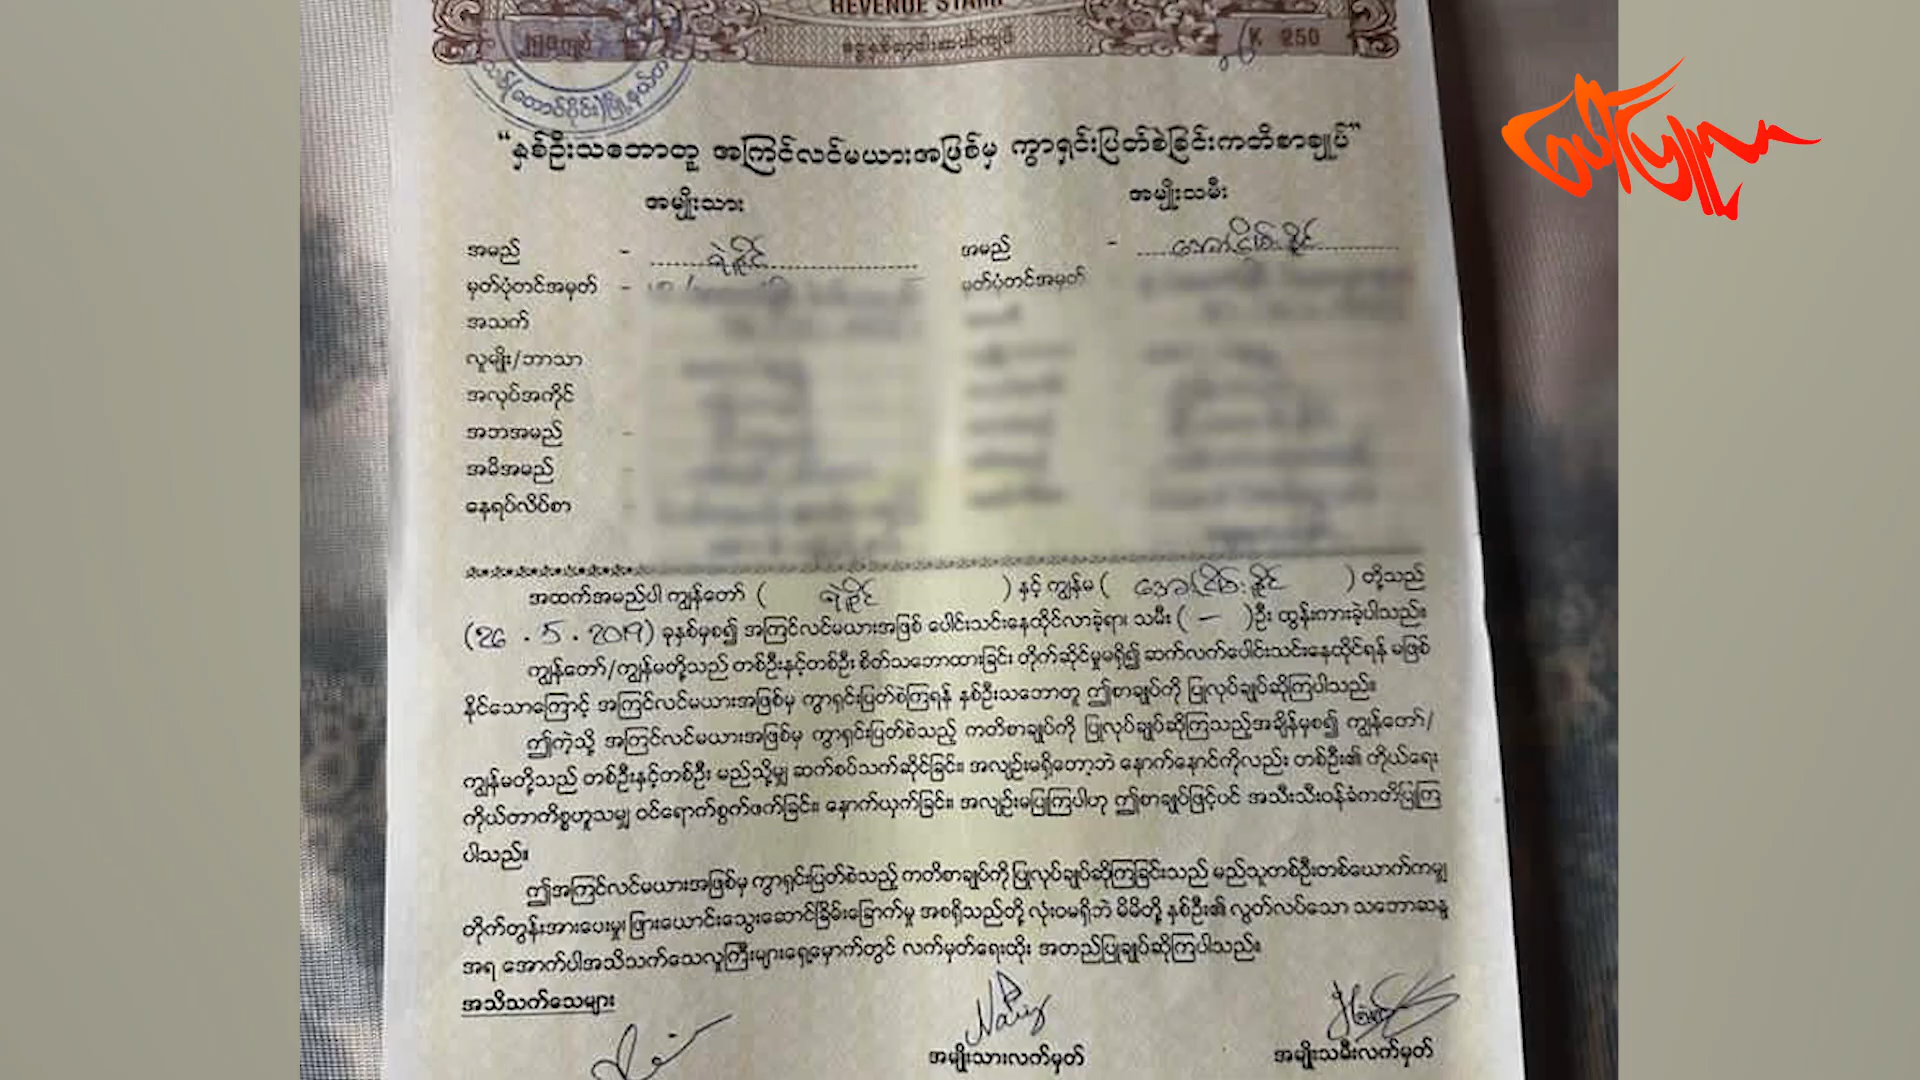 REVENUE STAMP
K 250
(တောင်ပိုင်း)မြို့နယ်
ပေါ်ပြူလာ
"နှစ်ဦးသဘောတူ အကြင်လင်မယားအဖြစ်မှ ကွာရှင်းပြတ်စဲခြင်းကတိစာချုပ်"
အမျိုးသား အမျိုးသမီး
အမည် - ရဲခိုင် အမည် -
မှတ်ပုံတင်အမှတ် - မှတ်ပုံတင်အမှတ်
အသက်
လူမျိုး/ဘာသာ
အလုပ်အကိုင်
အဘအမည် -
အမိအမည် -
နေရပ်လိပ်စာ
အထက်အမည်ပါ ကျွန်တော် ( ရဲခိုင် ) နှင့် ကျွန်မ ( ) တို့သည်
(26 . 5 . 2019) ခုနှစ်မှစ၍ အကြင်လင်မယားအဖြစ် ပေါင်းသင်းနေထိုင်လာခဲ့ရာ၊ သမီး ( — )ဦး ထွန်းကားခဲ့ပါသည်။
ကျွန်တော်/ကျွန်မတို့သည် တစ်ဦးနှင့်တစ်ဦး စိတ်သဘောထားခြင်း တိုက်ဆိုင်မှုမရှိ၍ ဆက်လက်ပေါင်းသင်းနေထိုင်ရန် မဖြစ်
နိုင်သောကြောင့် အကြင်လင်မယားအဖြစ်မှ ကွာရှင်းပြတ်စဲကြရန် နှစ်ဦးသဘောတူ ဤစာချုပ်ကို ပြုလုပ်ချုပ်ဆိုကြပါသည်။
ဤကဲ့သို့ အကြင်လင်မယားအဖြစ်မှ ကွာရှင်းပြတ်စဲသည့် ကတိစာချုပ်ကို ပြုလုပ်ချုပ်ဆိုကြသည့်အချိန်မှစ၍ ကျွန်တော်/
ကျွန်မတို့သည် တစ်ဦးနှင့်တစ်ဦး မည်သို့မျှ ဆက်စပ်သက်ဆိုင်ခြင်း၊ အလျဉ်းမရှိတော့ဘဲ နောက်နောင်ကိုလည်း တစ်ဦး၏ ကိုယ်ရေး
ကိုယ်တာကိစ္စဟူသမျှ ဝင်ရောက်စွက်ဖက်ခြင်း၊ နှောက်ယှက်ခြင်း၊ အလျဉ်းမပြုကြပါဟု ဤစာချုပ်ဖြင့်ပင် အသီးသီးဝန်ခံကတိပြုကြ
ပါသည်။
ဤအကြင်လင်မယားအဖြစ်မှ ကွာရှင်းပြတ်စဲသည့် ကတိစာချုပ်ကို ပြုလုပ်ချုပ်ဆိုကြခြင်းသည် မည်သူတစ်ဦးတစ်ယောက်ကမျှ
တိုက်တွန်းအားပေးမှု၊ ဖြားယောင်းသွေးဆောင်ခြိမ်းခြောက်မှု အစရှိသည်တို့ လုံးဝမရှိဘဲ မိမိတို့ နှစ်ဦး၏ လွတ်လပ်သော သဘောဆန္ဒ
အရ အောက်ပါအသိသက်သေလူကြီးများရှေ့မှောက်တွင် လက်မှတ်ရေးထိုး အတည်ပြုချုပ်ဆိုကြပါသည်။
အသိသက်သေများ
အမျိုးသားလက်မှတ် အမျိုးသမီးလက်မှတ်